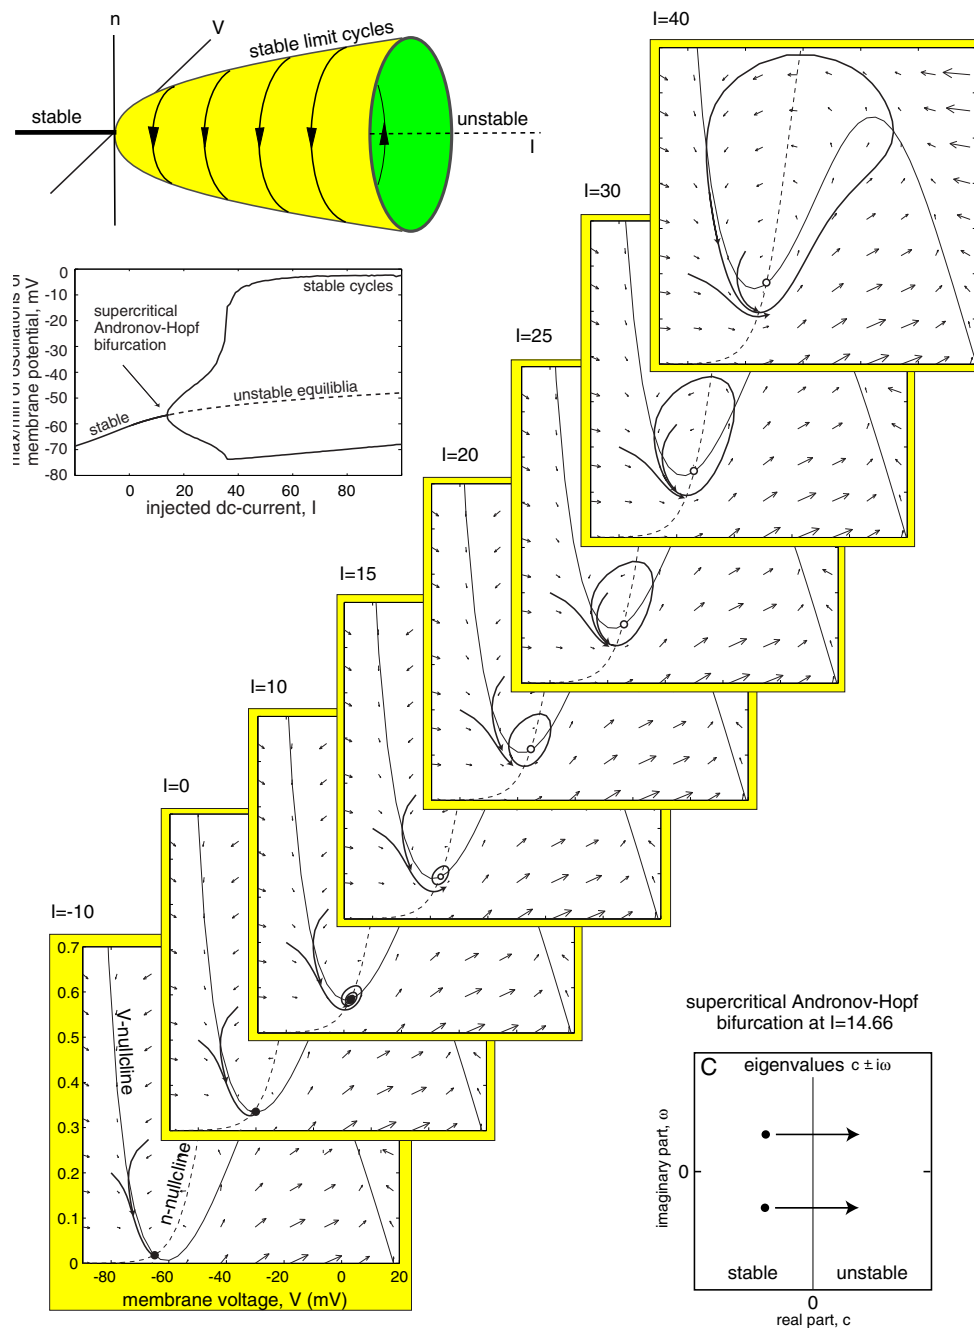 n
V
stable limit cycles
stable
unstable
I
max/min of oscillations of
membrane potential, mV
0
-10
-20
-30
-40
-50
-60
-70
-80
stable cycles
supercritical
Andronov-Hopf
bifurcation
unstable equiliblia
stable
0 20 40 60 80
injected dc-current, I
I=40
I=30
I=25
I=20
I=15
I=10
I=0
I=-10
0.7
0.6
0.5
0.4
0.3
0.2
0.1
0
V-nullcline
n-nullcline
-80 -60 -40 -20 0 20
membrane voltage, V (mV)
supercritical Andronov-Hopf
bifurcation at I=14.66
C
eigenvalues c ± iω
imaginary part, ω
0
stable
unstable
0
real part, c